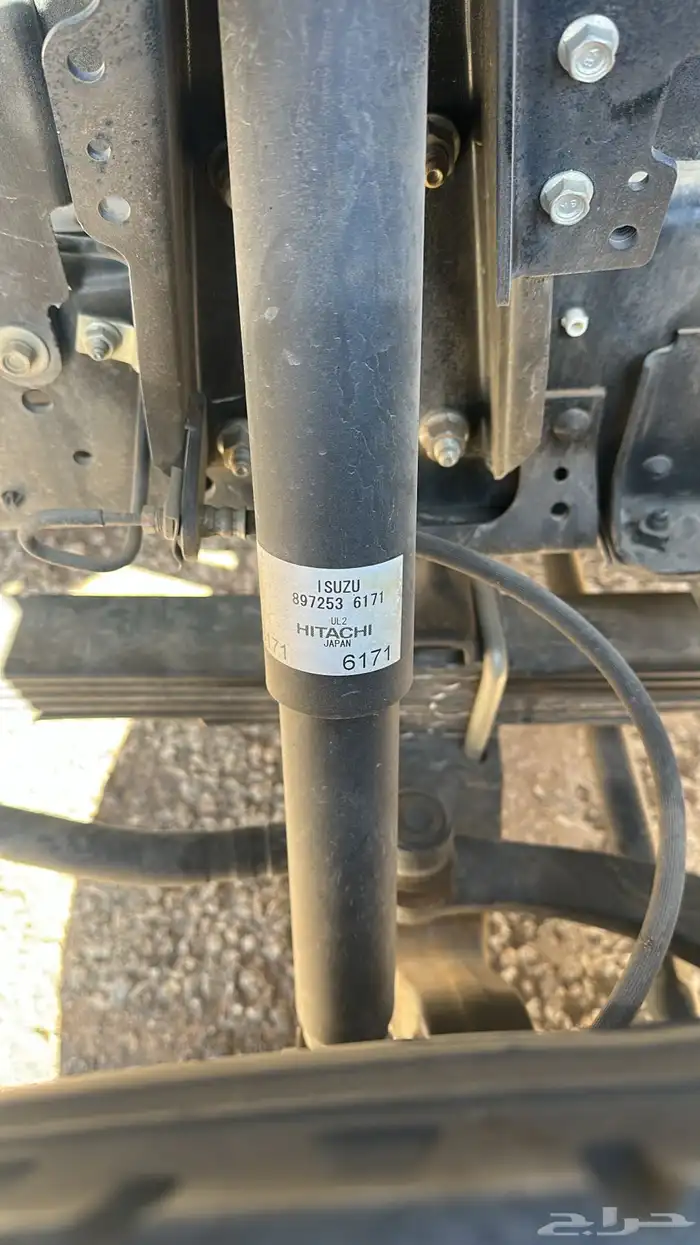 ISUZU
897253 6171
UL2
HITACHI
JAPAN
171 6171
حراج